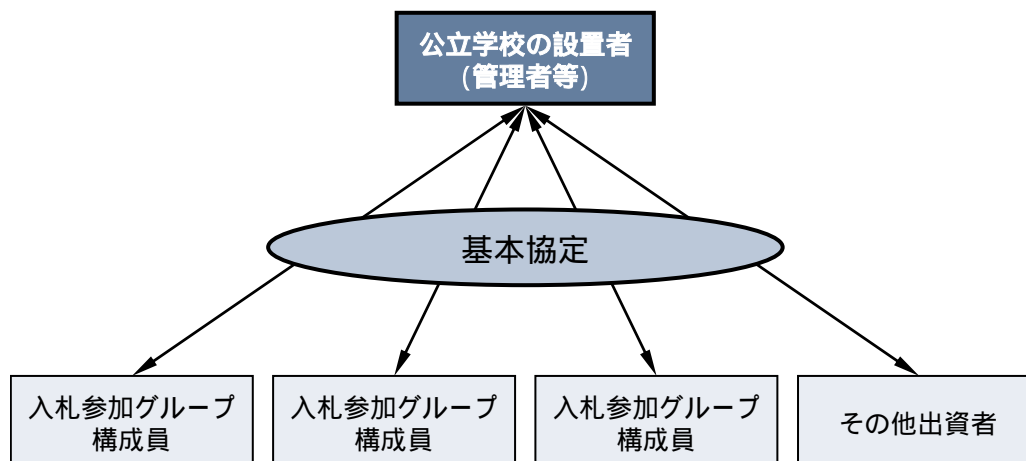 公立学校の設置者
(管理者等)
基本協定
入札参加グループ
構成員
入札参加グループ
構成員
入札参加グループ
構成員
その他出資者